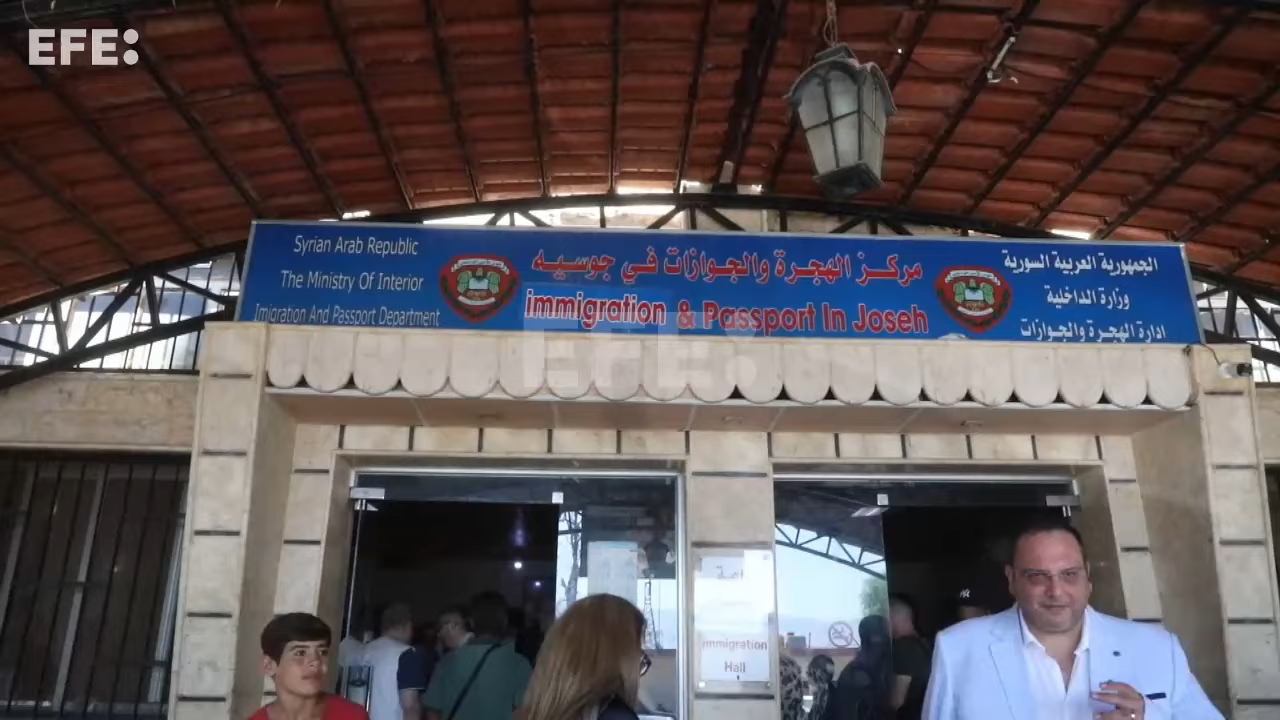 EFE:
Syrian Arab Republic
The Ministry Of Interior
Imigration And Passport Department
مركز الهجرة والجوازات في جوسيه
immigration & Passport In Joseh
الجمهورية العربية السورية
وزارة الداخلية
ادارة الهجرة والجوازات
EFE:
immigration
Hall